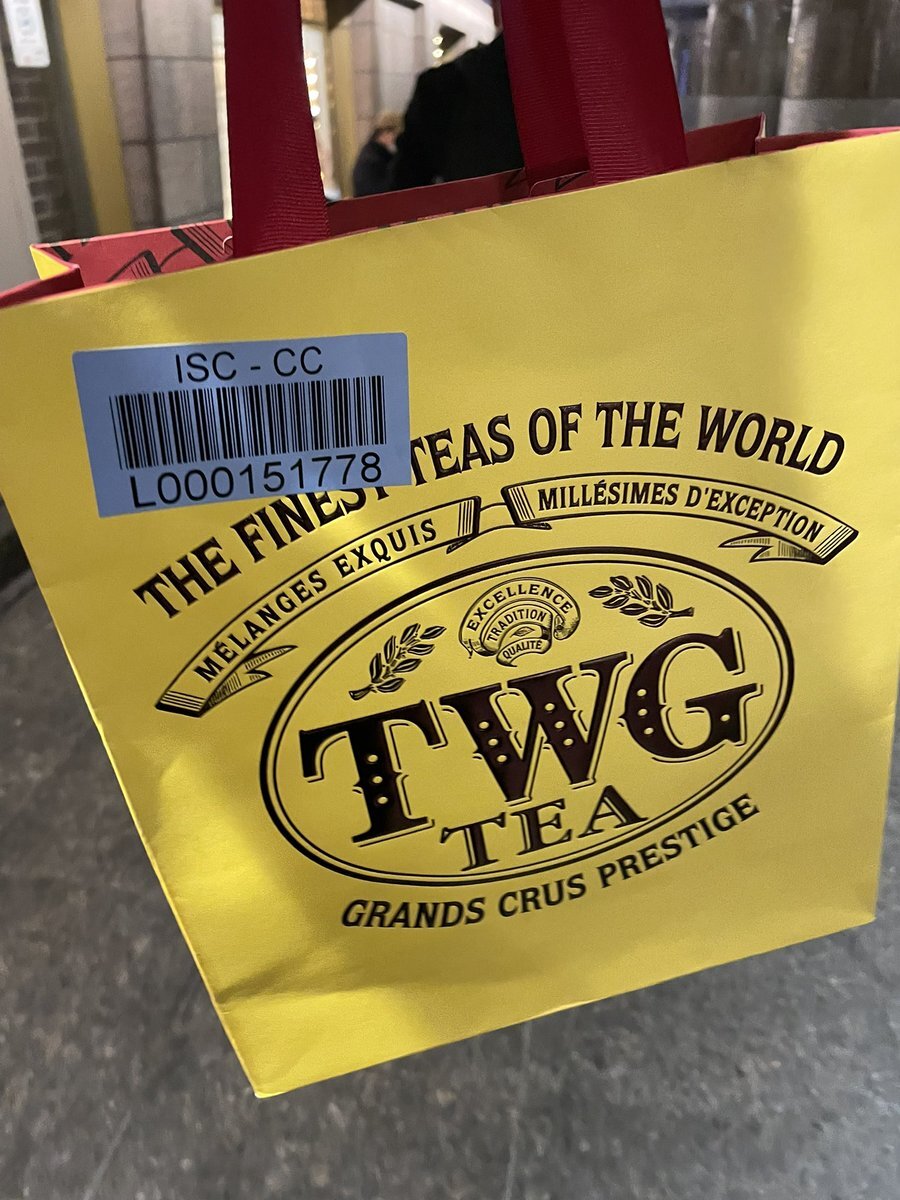 ISC - CC
L000151778
THE FINEST TEAS OF THE WORLD
MÉLANGES EXQUIS
MILLÉSIMES D'EXCEPTION
EXCELLENCE
TRADITION
QUALITÉ
TWG
TEA
GRANDS CRUS PRESTIGE